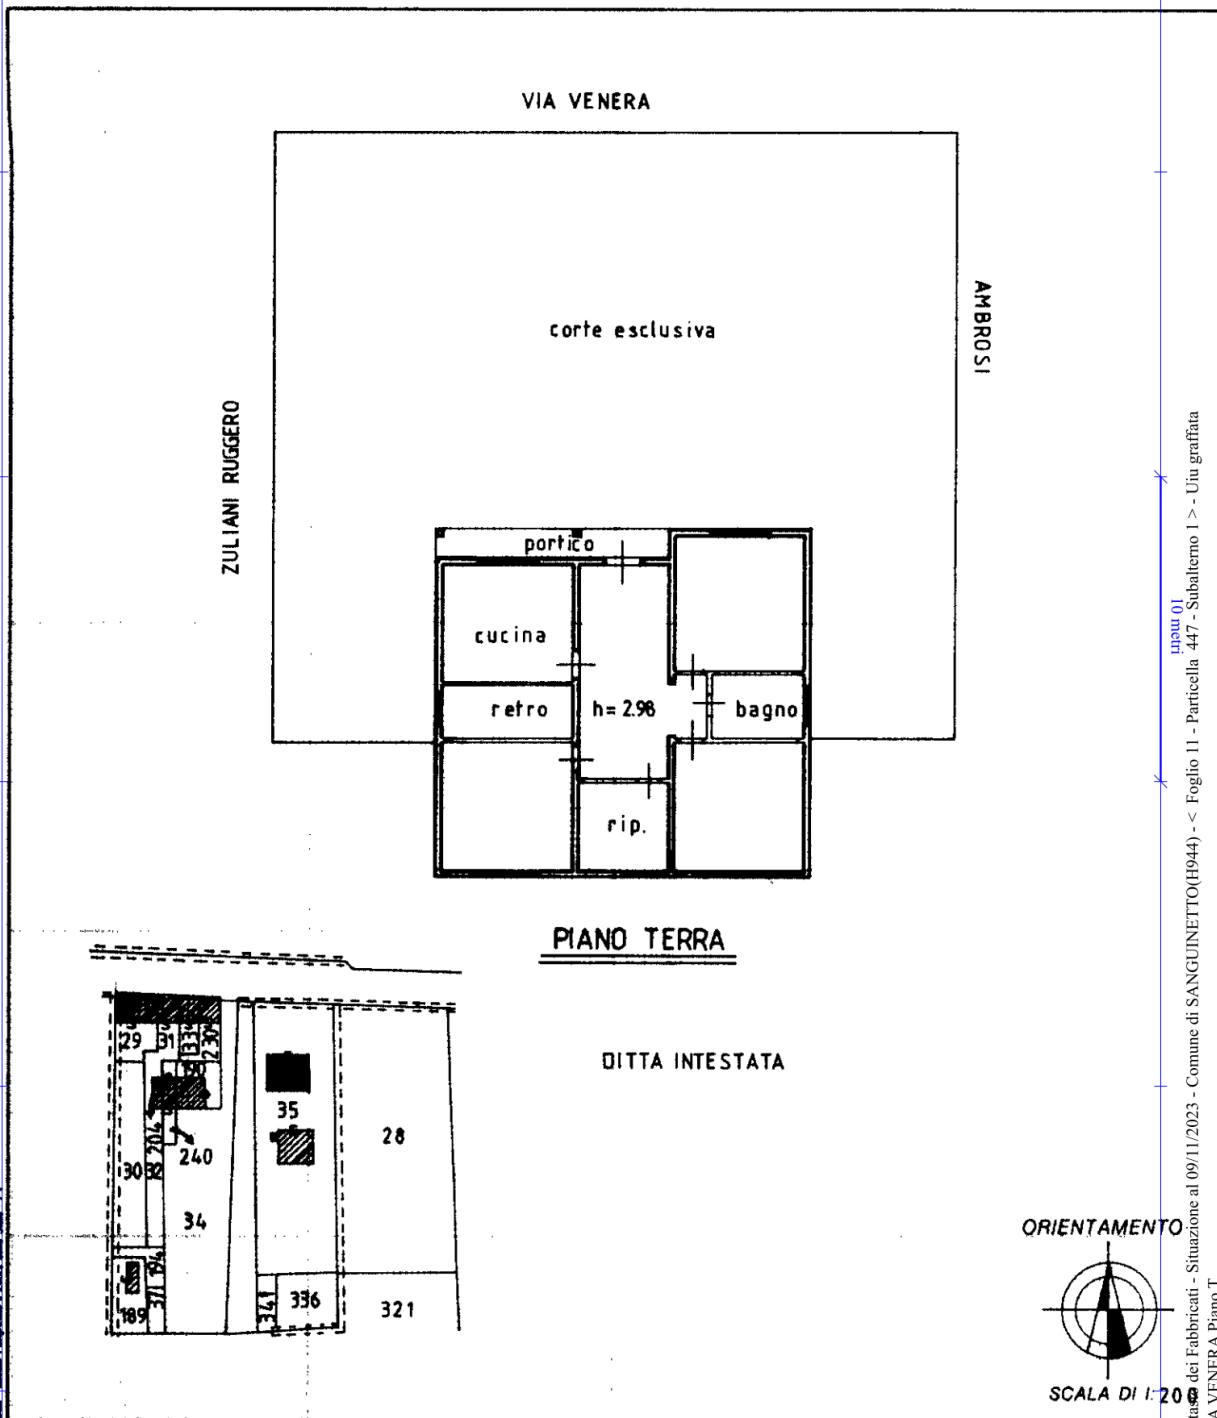 VIA VENERA
corte esclusiva
AMBROSI
ZULIANI RUGGERO
portico
cucina
retro
h= 2.98
bagno
rip.
PIANO TERRA
DITTA INTESTATA
29
31
35
204
32
30
240
34
28
194
371
189
341
336
321
ORIENTAMENTO
SCALA DI 1:200
10 metri
dei Fabbricati - Situazione al 09/11/2023 - Comune di SANGUINETTO(H944) - < Foglio 11 - Particella 447 - Subalterno 1 > - Uiu graffata
VENERA Piano T